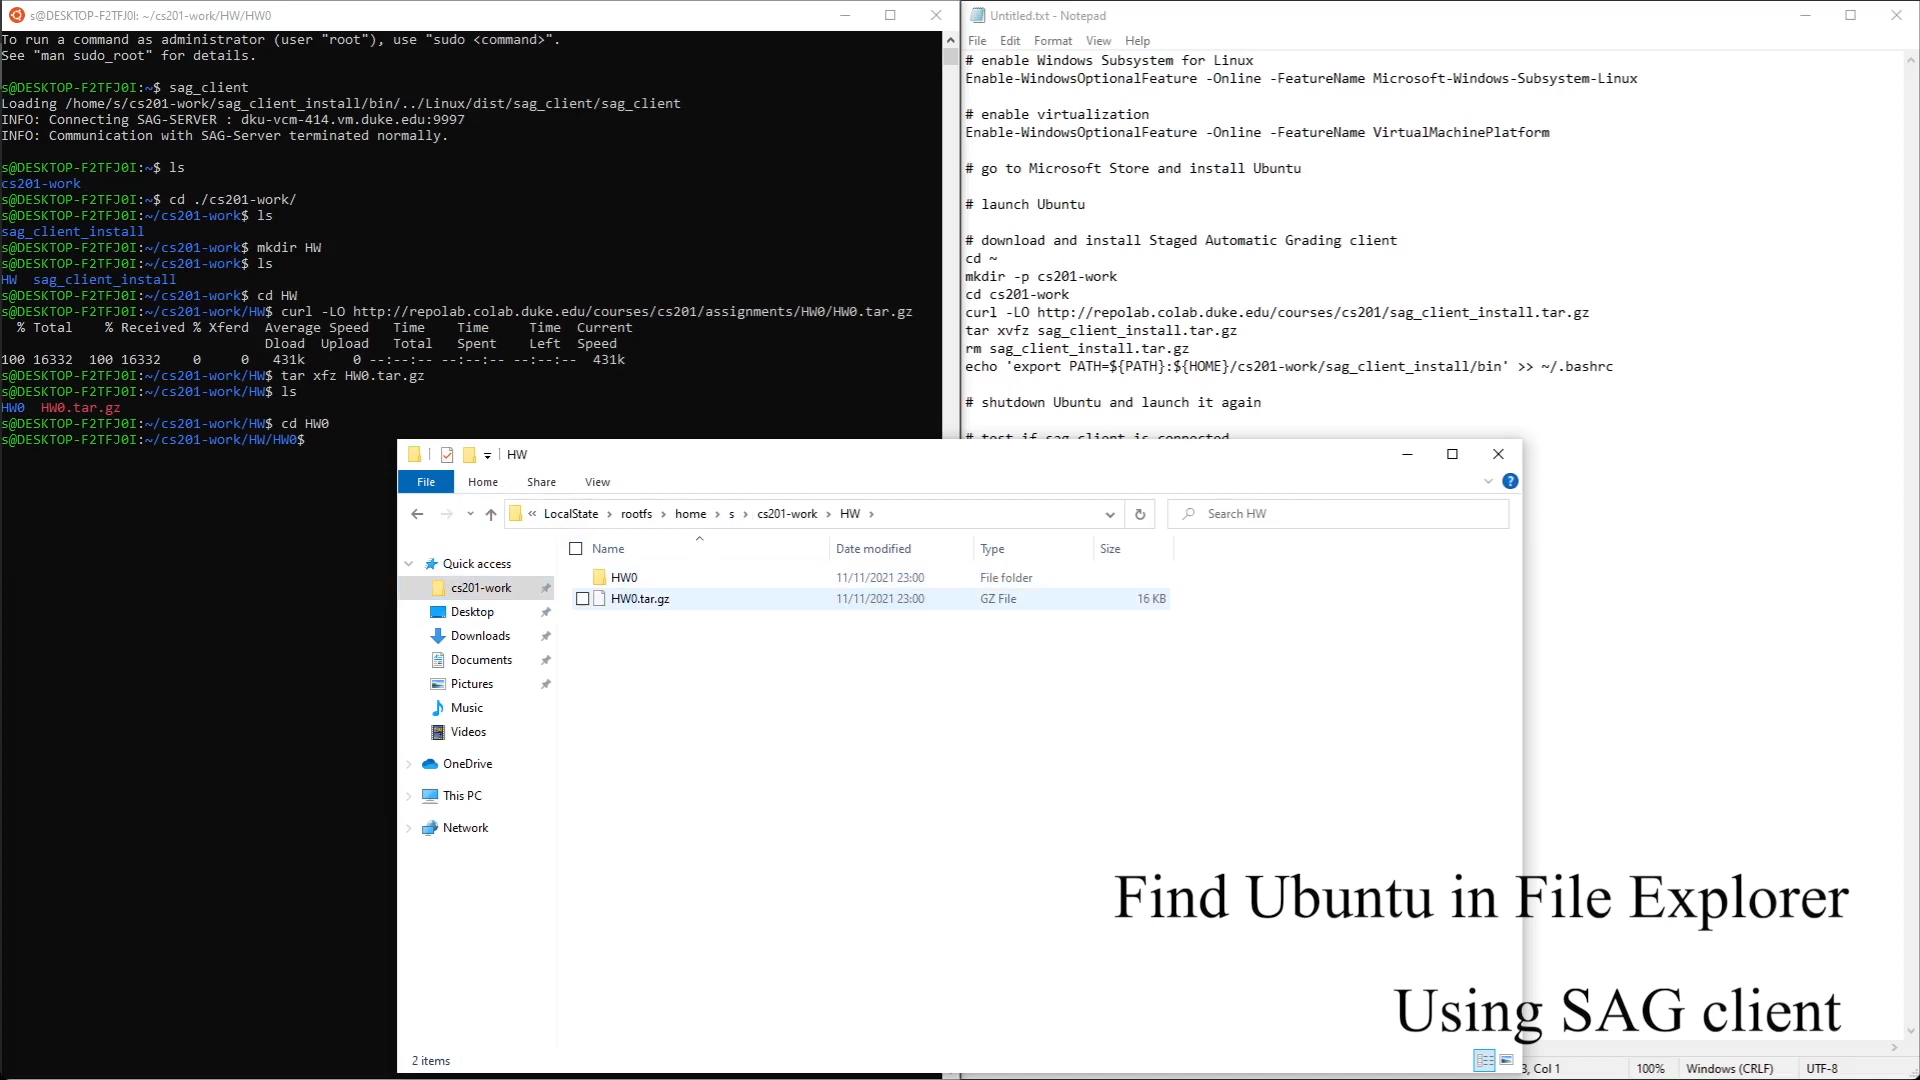 s@DESKTOP-F2TFJ0I: ~/cs201-work/HW/HW0
To run a command as administrator (user "root"), use "sudo <command>".
See "man sudo_root" for details.
s@DESKTOP-F2TFJ0I:~$ sag_client
Loading /home/s/cs201-work/sag_client_install/bin/../Linux/dist/sag_client/sag_client
INFO: Connecting SAG-SERVER : dku-vcm-414.vm.duke.edu:9997
INFO: Communication with SAG-Server terminated normally.
s@DESKTOP-F2TFJ0I:~$ ls
cs201-work
s@DESKTOP-F2TFJ0I:~$ cd ./cs201-work/
s@DESKTOP-F2TFJ0I:~/cs201-work$ ls
sag_client_install
s@DESKTOP-F2TFJ0I:~/cs201-work$ mkdir HW
s@DESKTOP-F2TFJ0I:~/cs201-work$ ls
HW  sag_client_install
s@DESKTOP-F2TFJ0I:~/cs201-work$ cd HW
s@DESKTOP-F2TFJ0I:~/cs201-work/HW$ curl -LO http://repolab.colab.duke.edu/courses/cs201/assignments/HW0/HW0.tar.gz
  % Total    % Received % Xferd  Average Speed   Time    Time     Time  Current
                                 Dload  Upload   Total   Spent    Left  Speed
100 16332  100 16332    0     0   431k      0 --:--:-- --:--:-- --:--:--  431k
s@DESKTOP-F2TFJ0I:~/cs201-work/HW$ tar xfz HW0.tar.gz
s@DESKTOP-F2TFJ0I:~/cs201-work/HW$ ls
HW0  HW0.tar.gz
s@DESKTOP-F2TFJ0I:~/cs201-work/HW$ cd HW0
s@DESKTOP-F2TFJ0I:~/cs201-work/HW/HW0$
Untitled.txt - Notepad
File Edit Format View Help
# enable Windows Subsystem for Linux
Enable-WindowsOptionalFeature -Online -FeatureName Microsoft-Windows-Subsystem-Linux
# enable virtualization
Enable-WindowsOptionalFeature -Online -FeatureName VirtualMachinePlatform
# go to Microsoft Store and install Ubuntu
# launch Ubuntu
# download and install Staged Automatic Grading client
cd ~
mkdir -p cs201-work
cd cs201-work
curl -LO http://repolab.colab.duke.edu/courses/cs201/sag_client_install.tar.gz
tar xvfz sag_client_install.tar.gz
rm sag_client_install.tar.gz
echo 'export PATH=${PATH}:${HOME}/cs201-work/sag_client_install/bin' >> ~/.bashrc
# shutdown Ubuntu and launch it again
# test if sag client is connected
HW
File Home Share View
« LocalState › rootfs › home › s › cs201-work › HW ›
Search HW
Quick access
cs201-work
Desktop
Downloads
Documents
Pictures
Music
Videos
OneDrive
This PC
Network
Name Date modified Type Size
HW0 11/11/2021 23:00 File folder
HW0.tar.gz 11/11/2021 23:00 GZ File 16 KB
2 items
Find Ubuntu in File Explorer
Using SAG client
3, Col 1 100% Windows (CRLF) UTF-8